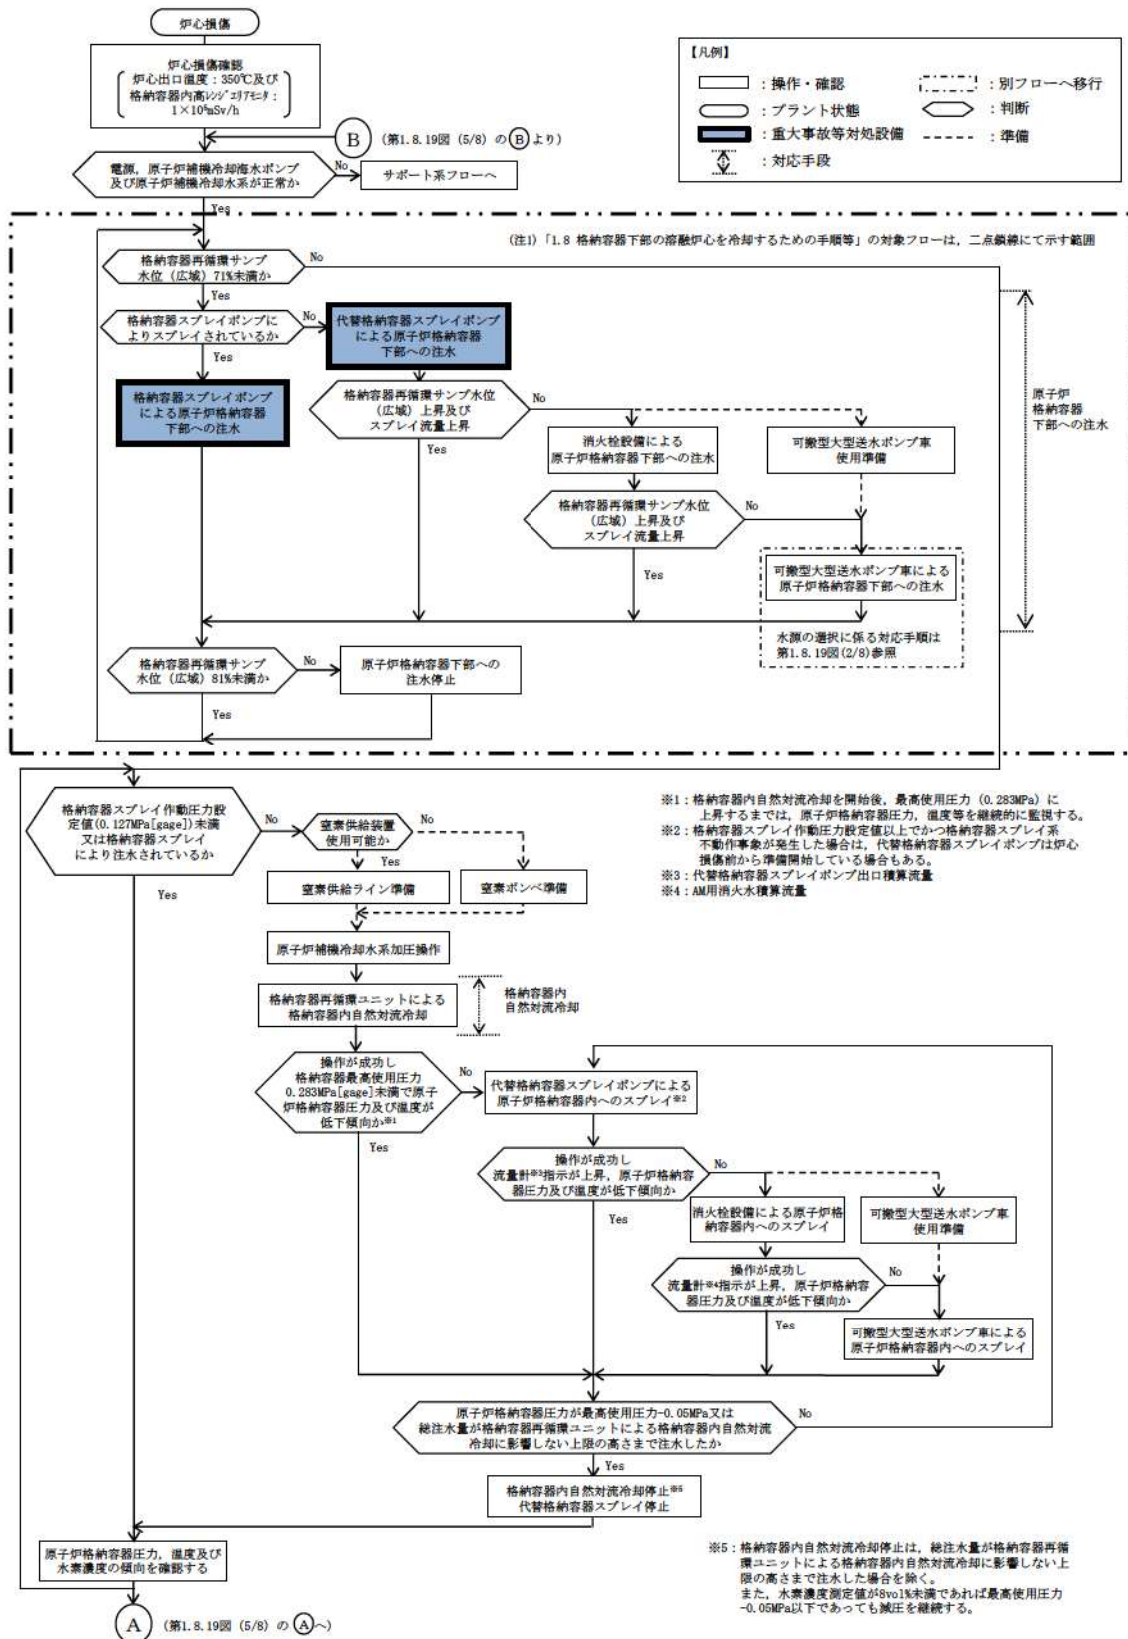 炉心損傷
炉心損傷確認
炉心出口温度：350℃及び
格納容器内高ﾚﾝｼﾞｴﾘｱﾓﾆﾀ：
1×10⁵mSv/h
B
(第1.8.19図 (5/8) の B より)
電源，原子炉補機冷却海水ポンプ
及び原子炉補機冷却水系が正常か
No
サポート系フローへ
Yes
【凡例】
：操作・確認
：別フローへ移行
：プラント状態
：判断
：重大事故等対処設備
：準備
：対応手段
(注1)「1.8 格納容器下部の溶融炉心を冷却するための手順等」の対象フローは，二点鎖線にて示す範囲
格納容器再循環サンプ
水位（広域）71%未満か
No
Yes
格納容器スプレイポンプに
よりスプレイされているか
No
Yes
代替格納容器スプレイポンプ
による原子炉格納容器
下部への注水
格納容器スプレイポンプ
による原子炉格納容器
下部への注水
格納容器再循環サンプ水位
（広域）上昇及び
スプレイ流量上昇
No
Yes
消火栓設備による
原子炉格納容器下部への注水
可搬型大型送水ポンプ車
使用準備
格納容器再循環サンプ水位
（広域）上昇及び
スプレイ流量上昇
No
Yes
可搬型大型送水ポンプ車による
原子炉格納容器下部への注水
水源の選択に係る対応手順は
第1.8.19図(2/8)参照
原子炉
格納容器
下部への注水
格納容器再循環サンプ
水位（広域）81%未満か
No
Yes
原子炉格納容器下部への
注水停止
格納容器スプレイ作動圧力設
定値(0.127MPa[gage])未満
又は格納容器スプレイ
により注水されているか
No
Yes
窒素供給装置
使用可能か
No
Yes
窒素供給ライン準備
窒素ボンベ準備
原子炉補機冷却水系加圧操作
格納容器再循環ユニットによる
格納容器内自然対流冷却
格納容器内
自然対流冷却
※1：格納容器内自然対流冷却を開始後，最高使用圧力（0.283MPa）に
上昇するまでは，原子炉格納容器圧力，温度等を継続的に監視する。
※2：格納容器スプレイ作動圧力設定値以上でかつ格納容器スプレイ系
不動作事象が発生した場合は，代替格納容器スプレイポンプは炉心
損傷前から準備開始している場合もある。
※3：代替格納容器スプレイポンプ出口積算流量
※4：AM用消火水積算流量
操作が成功し
格納容器最高使用圧力
0.283MPa[gage]未満で原子
炉格納容器圧力及び温度が
低下傾向か※1
No
Yes
代替格納容器スプレイポンプによる
原子炉格納容器内へのスプレイ※2
操作が成功し
流量計※3指示が上昇，原子炉格納容
器圧力及び温度が低下傾向か
No
Yes
消火栓設備による原子炉格
納容器内へのスプレイ
可搬型大型送水ポンプ車
使用準備
操作が成功し
流量計※4指示が上昇，原子炉格納容
器圧力及び温度が低下傾向か
No
Yes
可搬型大型送水ポンプ車による
原子炉格納容器内へのスプレイ
原子炉格納容器圧力が最高使用圧力-0.05MPa又は
総注水量が格納容器再循環ユニットによる格納容器内自然対流
冷却に影響しない上限の高さまで注水したか
No
Yes
格納容器内自然対流冷却停止※5
代替格納容器スプレイ停止
原子炉格納容器圧力，温度及び
水素濃度の傾向を確認する
※5：格納容器内自然対流冷却停止は，総注水量が格納容器再循
環ユニットによる格納容器内自然対流冷却に影響しない上
限の高さまで注水した場合を除く。
また，水素濃度測定値が8vol%未満であれば最高使用圧力
-0.05MPa以下であっても減圧を継続する。
A
(第1.8.19図 (5/8) の A へ)